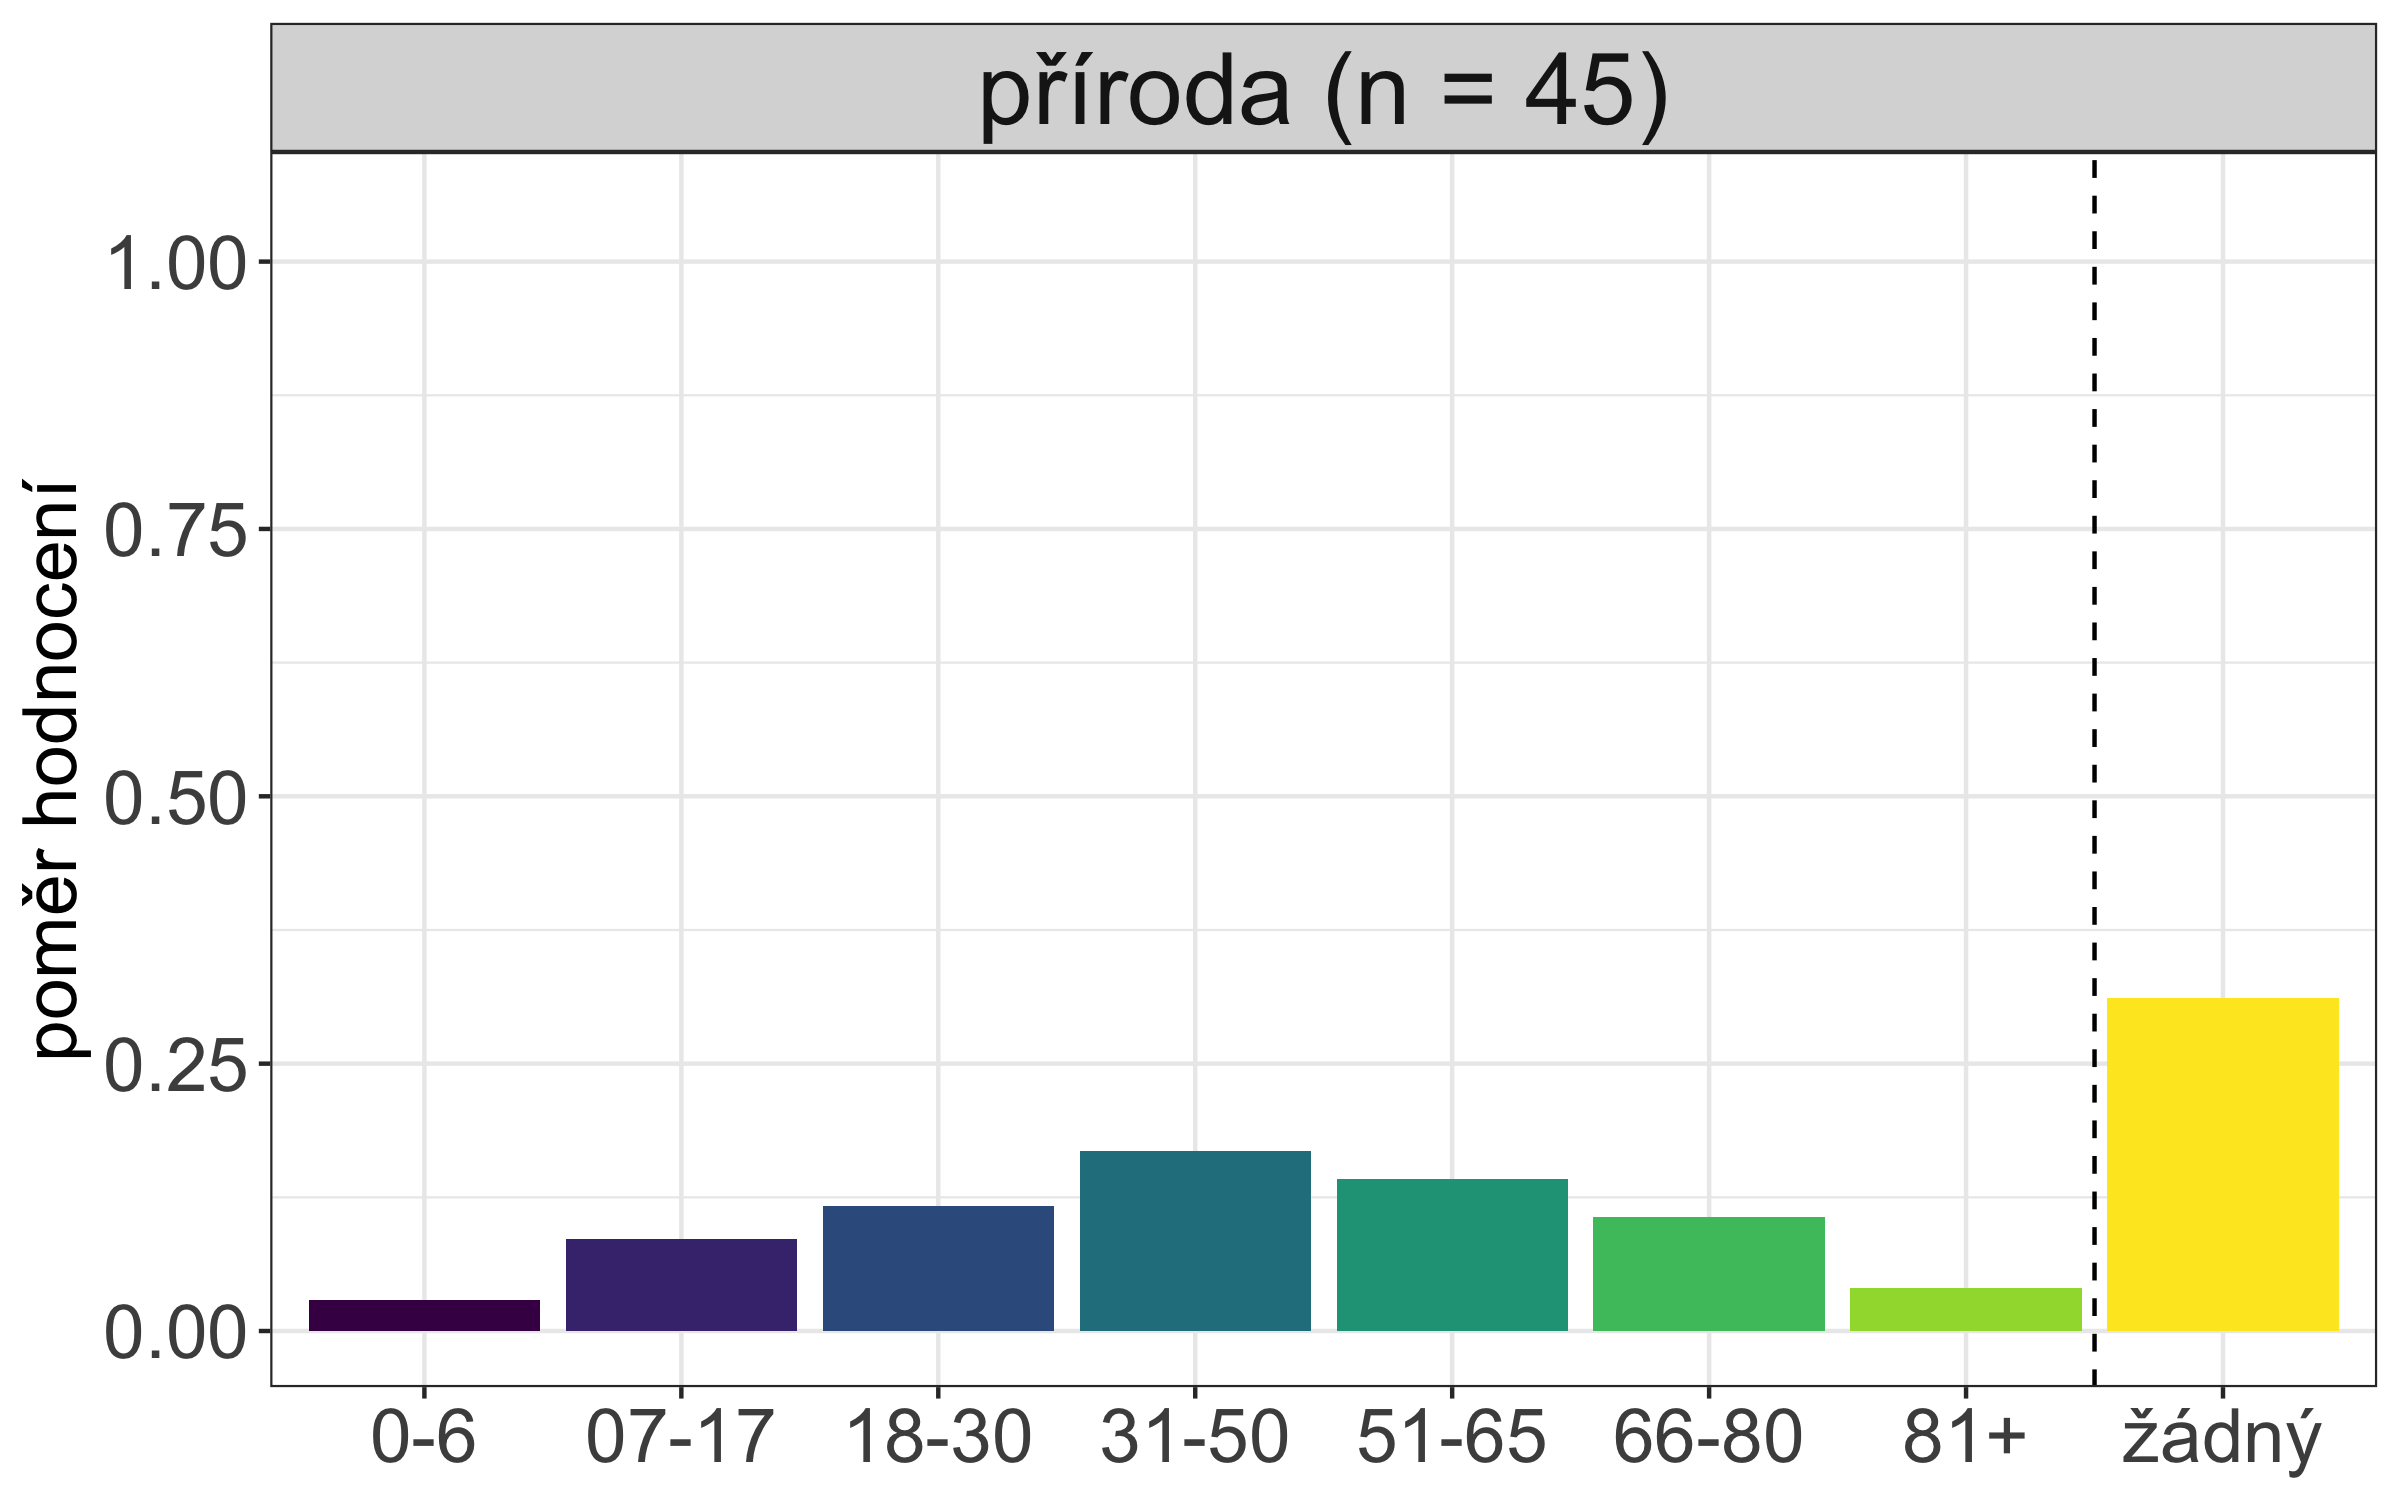 příroda (n = 45)
poměr hodnocení
1.00
0.75
0.50
0.25
0.00
0-6 07-17 18-30 31-50 51-65 66-80 81+ žádný